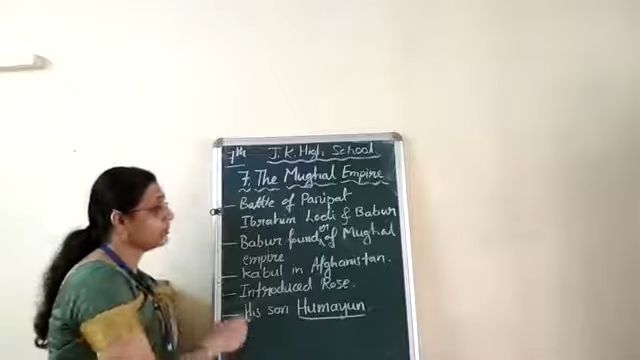 7th J. K. High School
7. The Mughal Empire
- Battle of Panipat
Ibrahim Lodi & Babur
- Babur founder of Mughal
empire
- Kabul in Afghanistan.
- Introduced Rose.
- His son Humayun